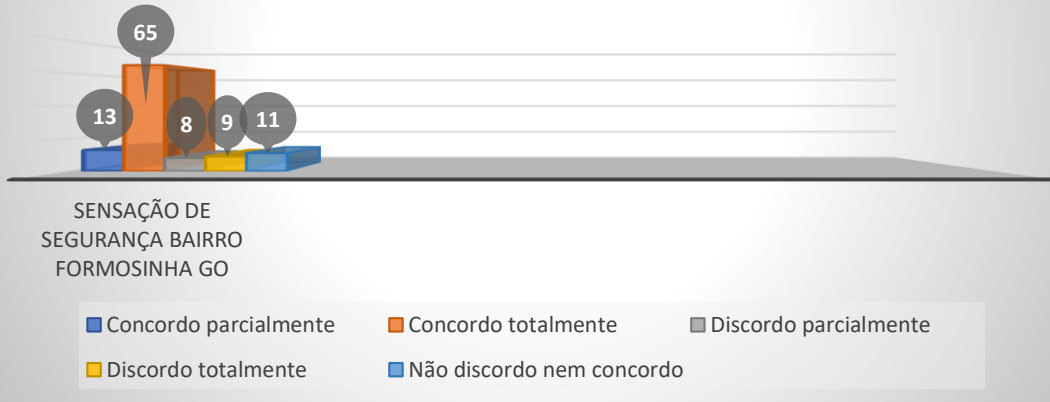 65
13
8
9
11
SENSAÇÃO DE
SEGURANÇA BAIRRO
FORMOSINHA GO
Concordo parcialmente
Concordo totalmente
Discordo parcialmente
Discordo totalmente
Não discordo nem concordo